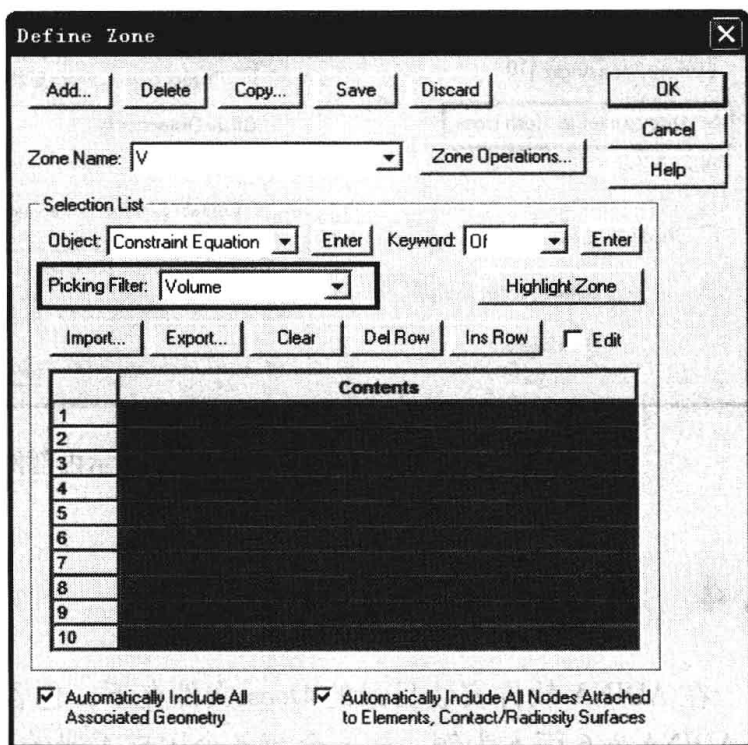 Define Zone
Add... Delete Copy... Save Discard OK
Cancel
Zone Name: V Zone Operations...
Help
Selection List
Object: Constraint Equation Enter Keyword: Of Enter
Picking Filter: Volume Highlight Zone
Import... Export... Clear Del Row Ins Row Edit
Contents
1
2
3
4
5
6
7
8
9
10
Automatically Include All
Associated Geometry
Automatically Include All Nodes Attached
to Elements, Contact/Radiosity Surfaces